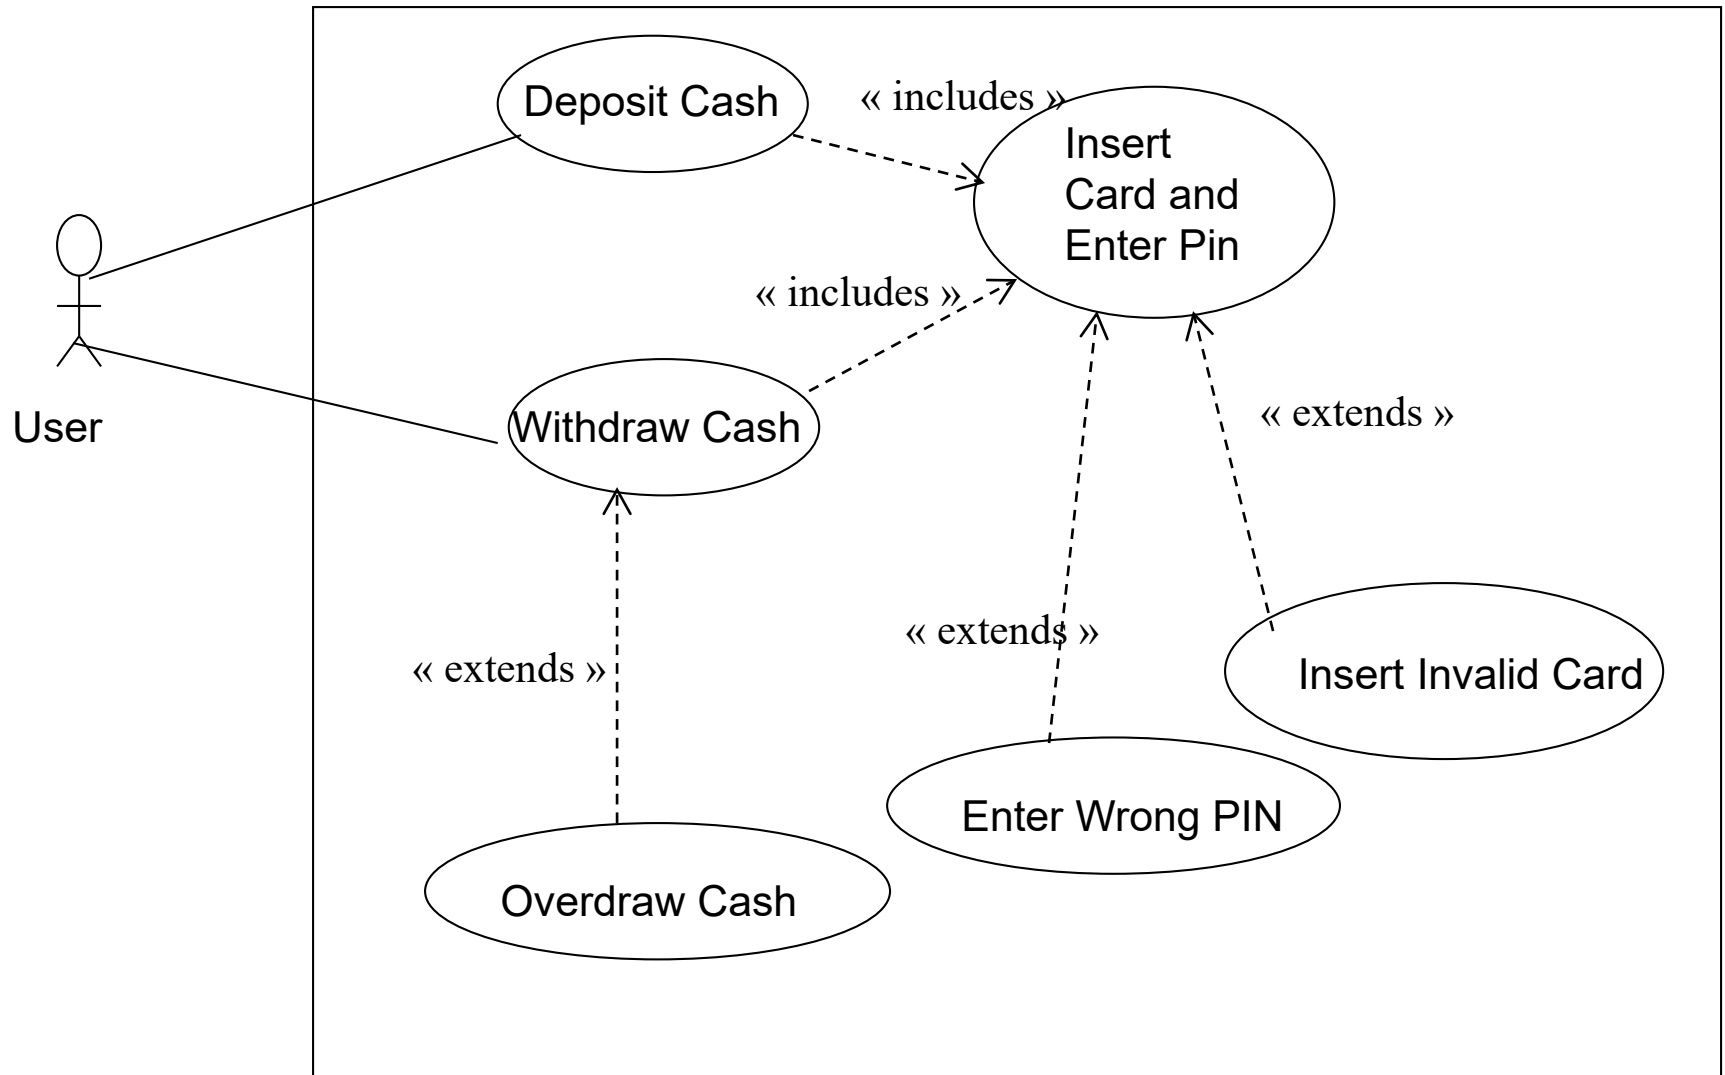 Deposit Cash
« includes »
Insert
Card and
Enter Pin
« includes »
User
Withdraw Cash
« extends »
« extends »
« extends »
Insert Invalid Card
Enter Wrong PIN
Overdraw Cash